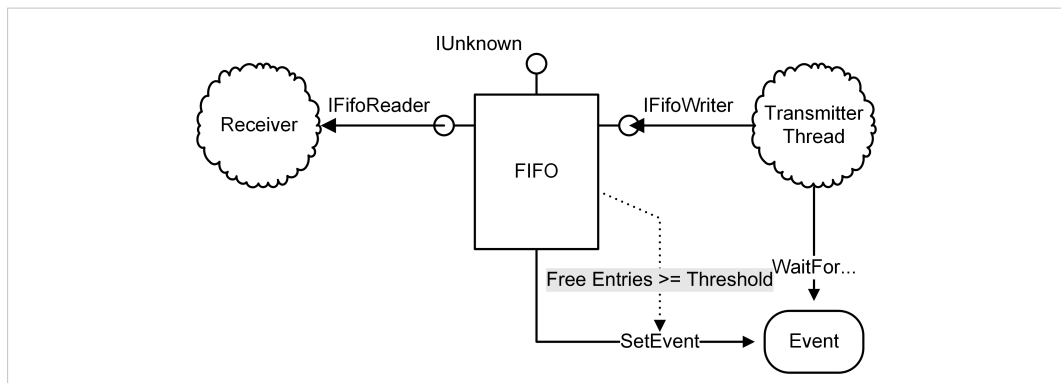 IUnknown
IFifoReader
IFifoWriter
Receiver
Transmitter
Thread
FIFO
WaitFor...
Free Entries >= Threshold
SetEvent
Event